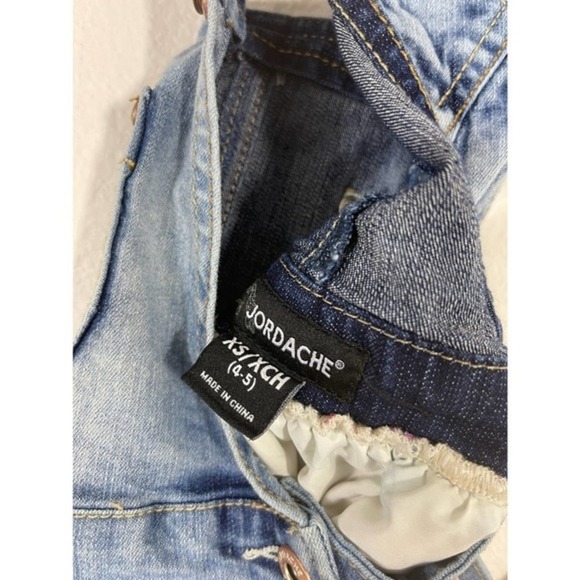 JORDACHE®
XS/XCH
(4-5)
MADE IN CHINA